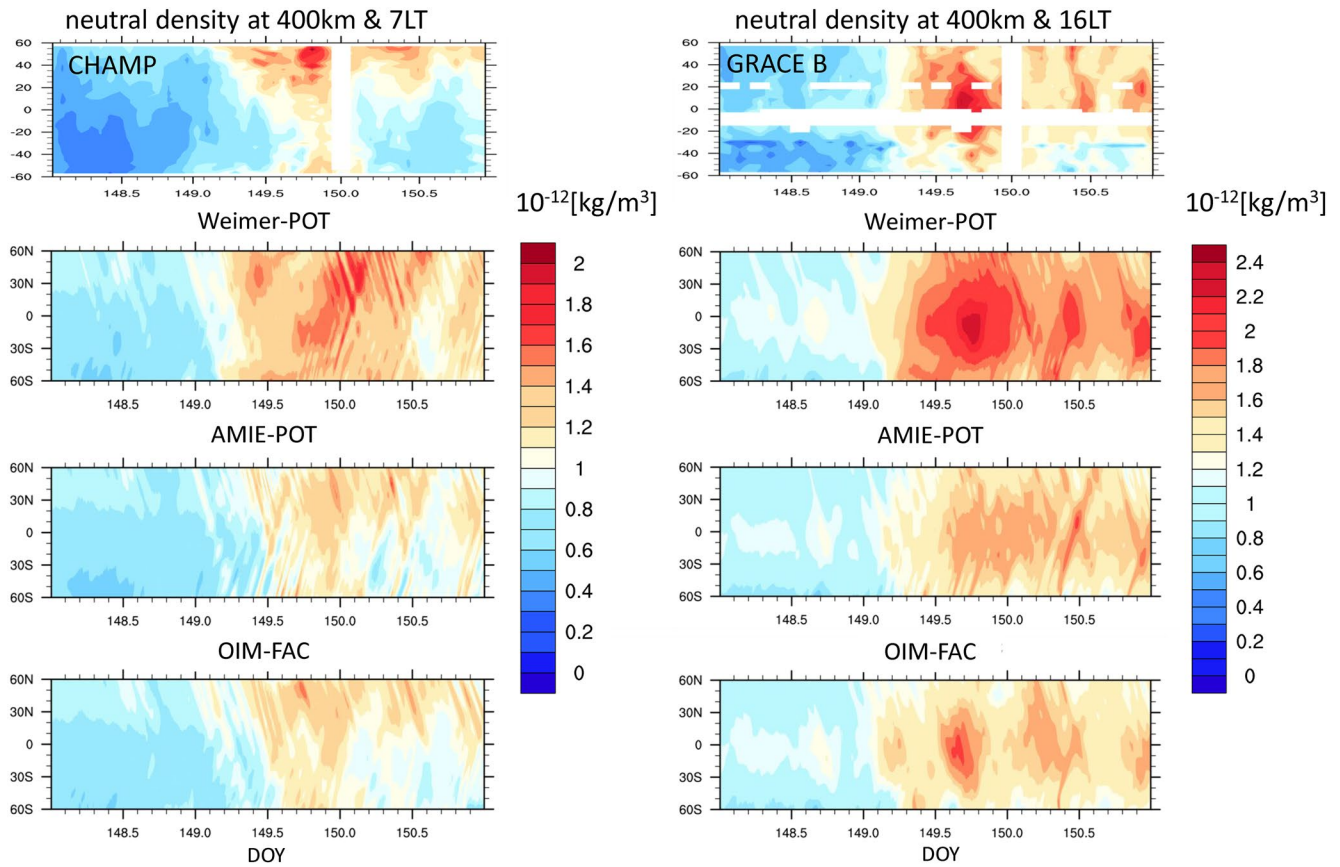 neutral density at 400km & 7LT
60
40
20
0
-20
-40
-60
CHAMP
148.5 149.0 149.5 150.0 150.5
Weimer-POT
60N
30N
0
30S
60S
148.5 149.0 149.5 150.0 150.5
AMIE-POT
60N
30N
0
30S
60S
148.5 149.0 149.5 150.0 150.5
OIM-FAC
60N
30N
0
30S
60S
148.5 149.0 149.5 150.0 150.5
DOY
10⁻¹²[kg/m³]
2
1.8
1.6
1.4
1.2
1
0.8
0.6
0.4
0.2
0
neutral density at 400km & 16LT
60
40
20
0
-20
-40
-60
GRACE B
148.5 149.0 149.5 150.0 150.5
Weimer-POT
60N
30N
0
30S
60S
148.5 149.0 149.5 150.0 150.5
AMIE-POT
60N
30N
0
30S
60S
148.5 149.0 149.5 150.0 150.5
OIM-FAC
60N
30N
0
30S
60S
148.5 149.0 149.5 150.0 150.5
DOY
10⁻¹²[kg/m³]
2.4
2.2
2
1.8
1.6
1.4
1.2
1
0.8
0.6
0.4
0.2
0